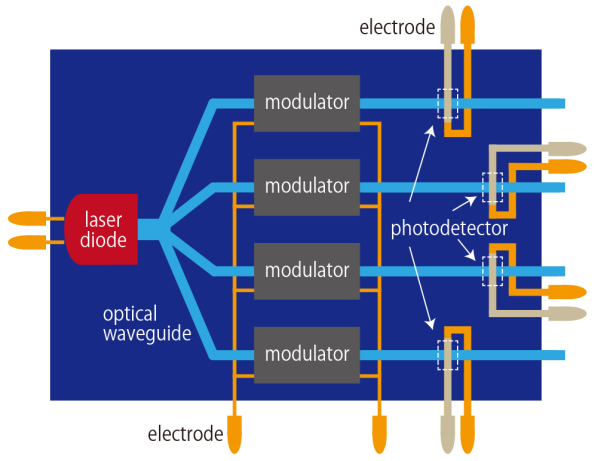 electrode
modulator
modulator
laser
diode
photodetector
modulator
optical
waveguide
modulator
electrode